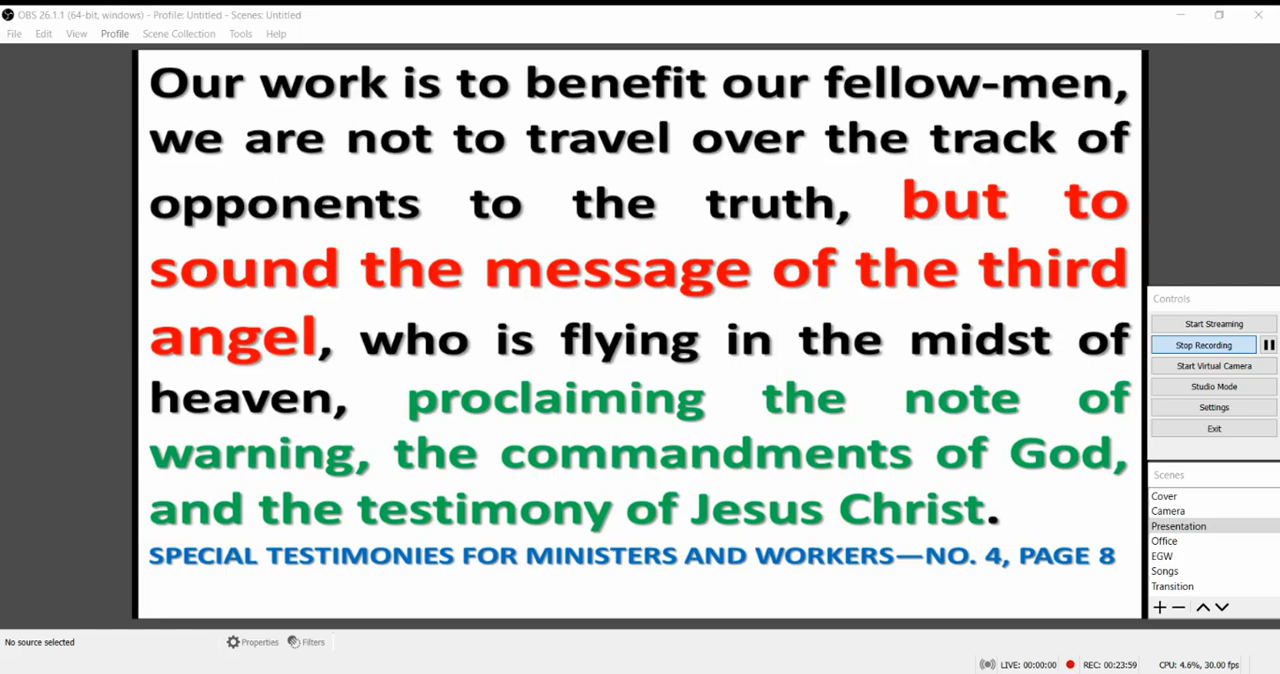 OBS 26.1.1 (64-bit, windows) - Profile: Untitled - Scenes: Untitled
File Edit View Profile Scene Collection Tools Help
Our work is to benefit our fellow-men,
we are not to travel over the track of
opponents to the truth, but to
sound the message of the third
angel, who is flying in the midst of
heaven, proclaiming the note of
warning, the commandments of God,
and the testimony of Jesus Christ.
SPECIAL TESTIMONIES FOR MINISTERS AND WORKERS—NO. 4, PAGE 8
Controls
Start Streaming
Stop Recording
Start Virtual Camera
Studio Mode
Settings
Exit
Scenes
Cover
Camera
Presentation
Office
EGW
Songs
Transition
No source selected Properties Filters
LIVE: 00:00:00 REC: 00:23:59 CPU: 4.6%, 30.00 fps